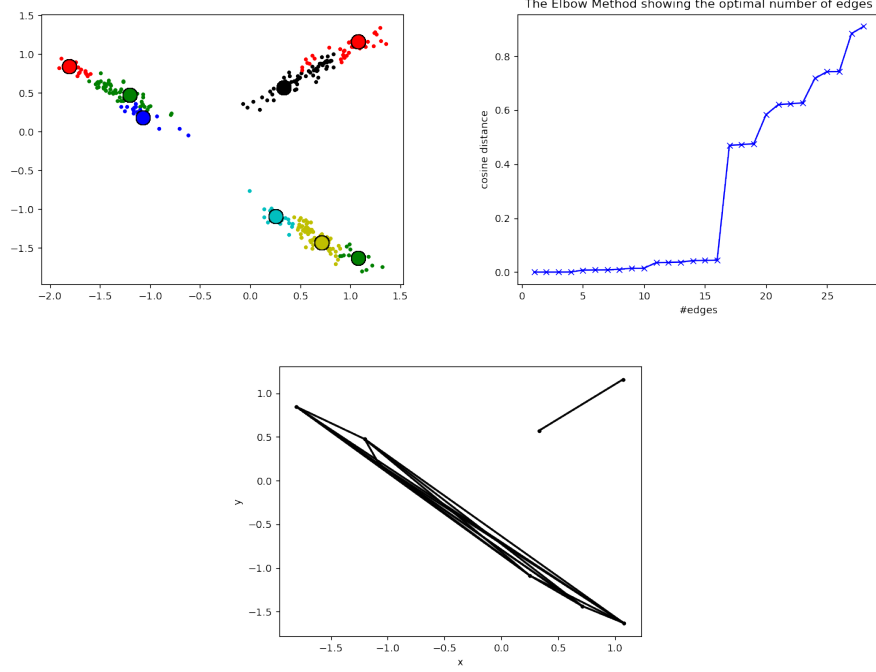 1.5
1.0
0.5
0.0
−0.5
−1.0
−1.5
−2.0 −1.5 −1.0 −0.5 0.0 0.5 1.0 1.5
The Elbow Method showing the optimal number of edges
0.8
0.6
0.4
0.2
0.0
cosine distance
0 5 10 15 20 25
#edges
1.0
0.5
0.0
−0.5
−1.0
−1.5
y
−1.5 −1.0 −0.5 0.0 0.5 1.0
x